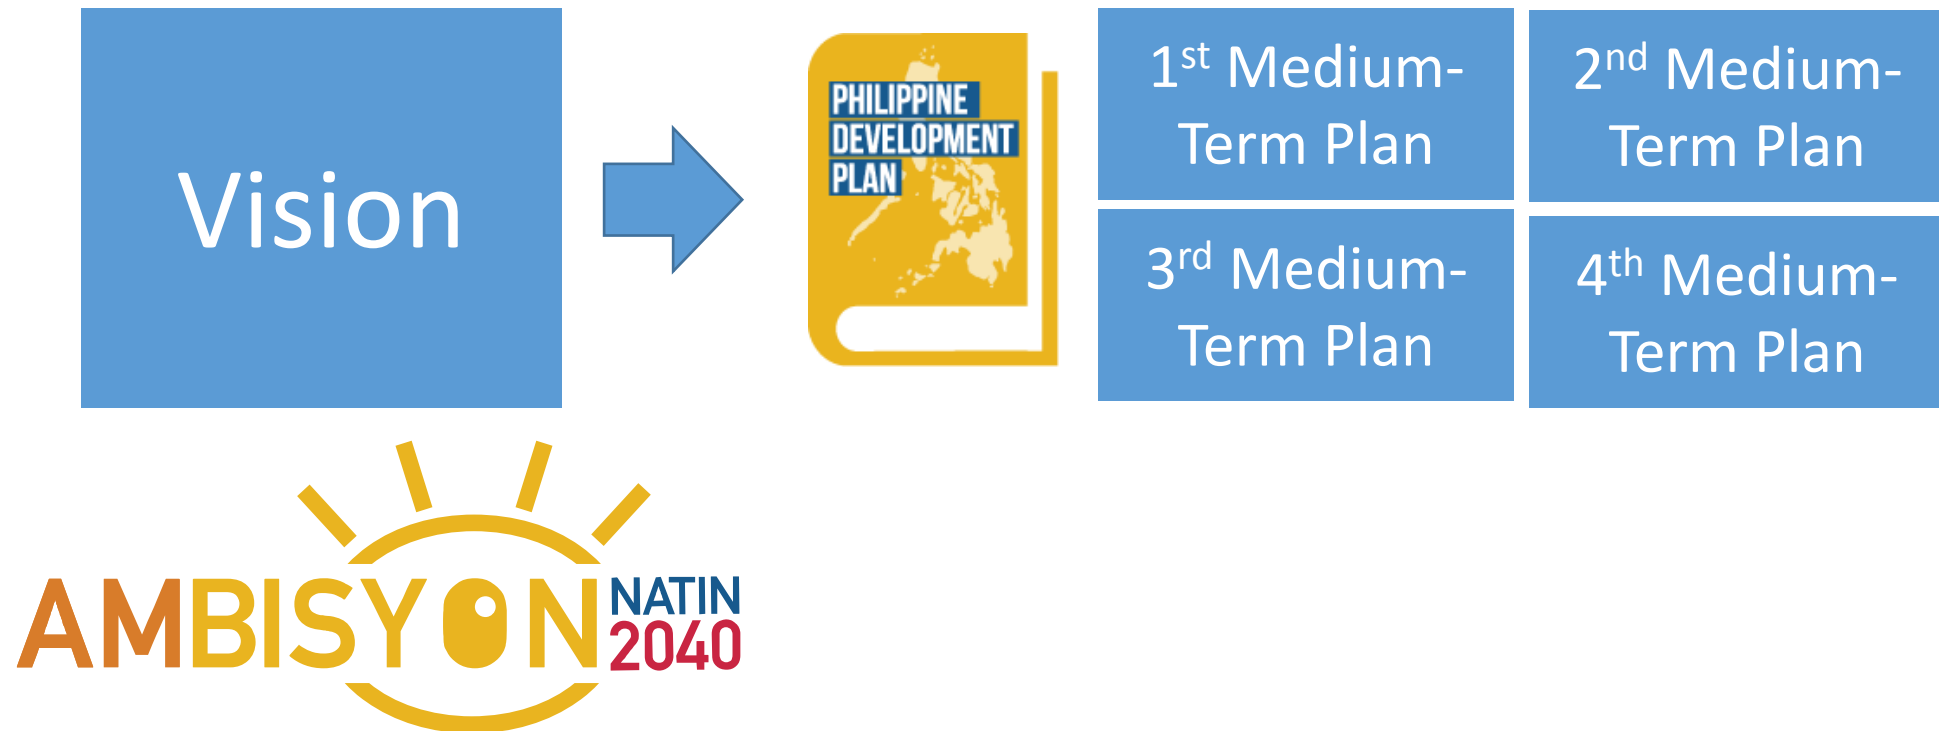 Vision
PHILIPPINE
DEVELOPMENT
PLAN
1st Medium-
Term Plan
2nd Medium-
Term Plan
3rd Medium-
Term Plan
4th Medium-
Term Plan
AMBISYON NATIN
2040